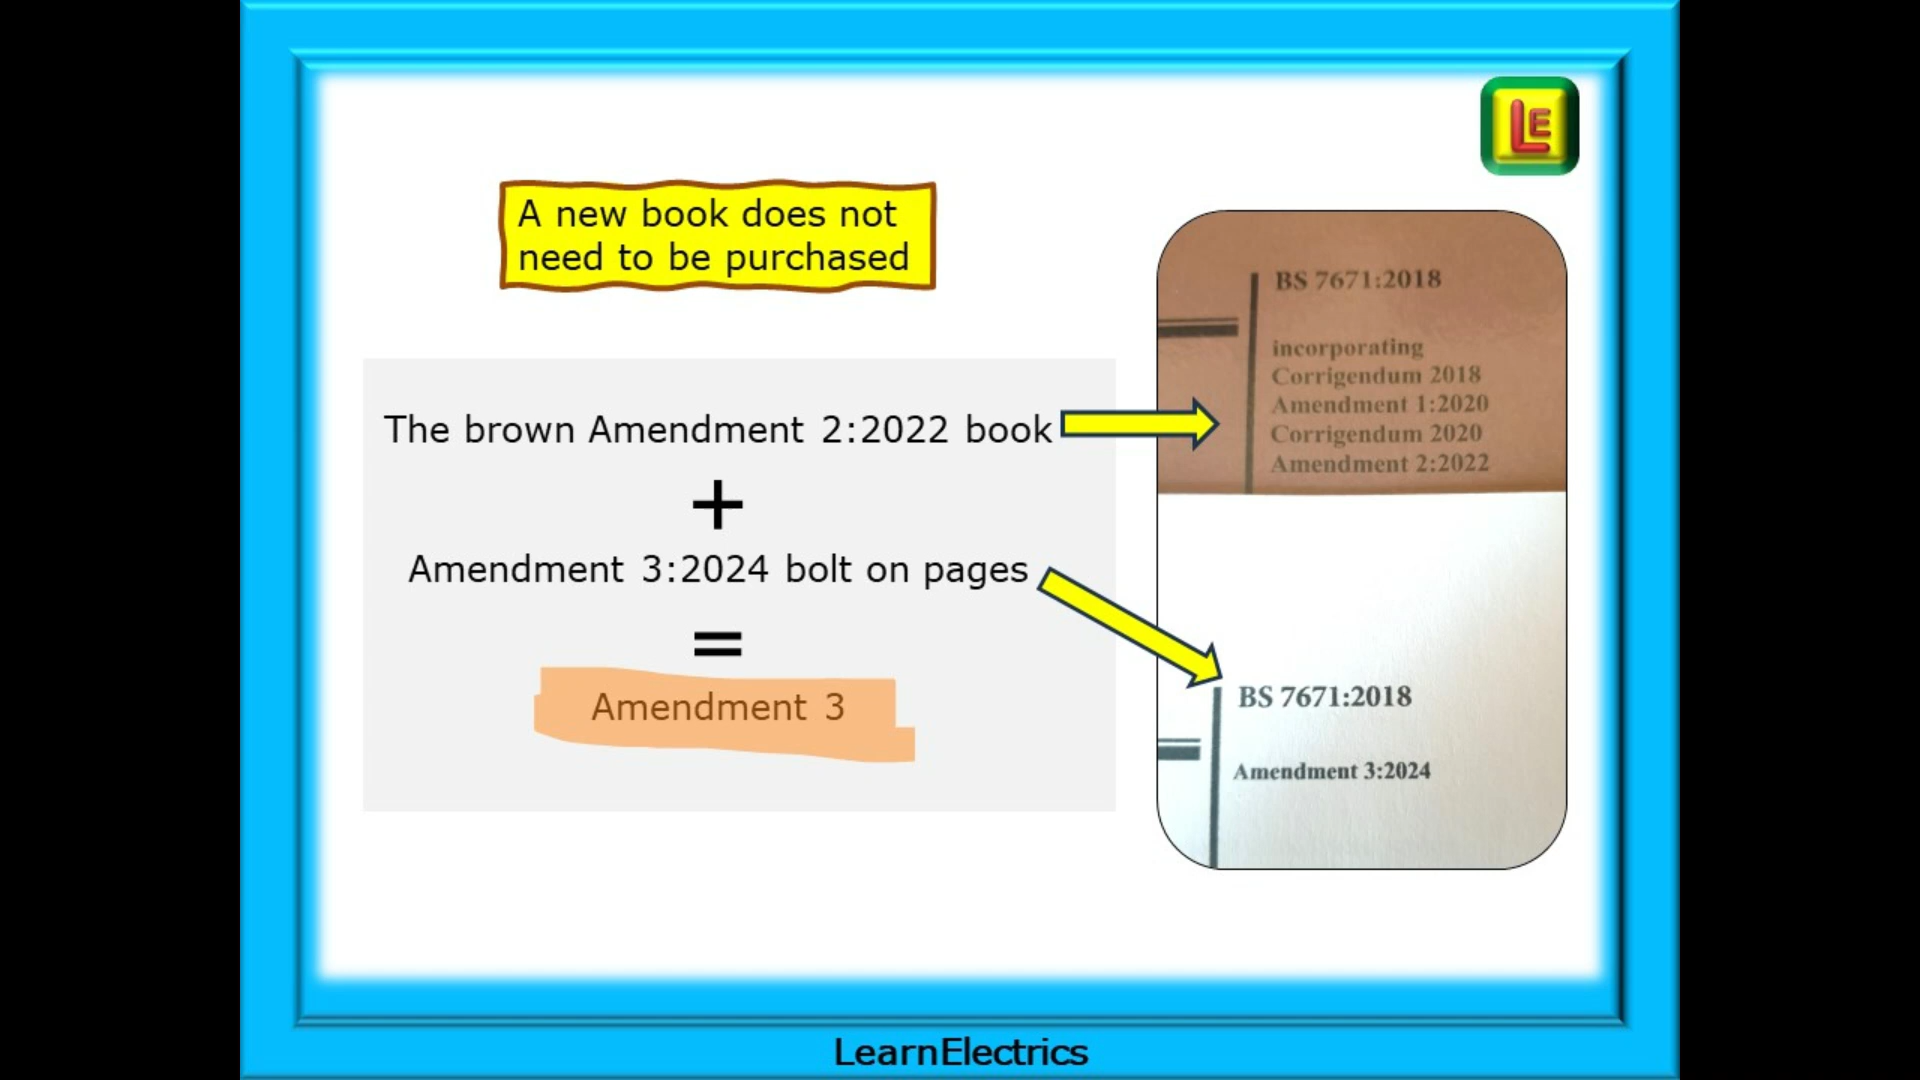 LE
A new book does not
need to be purchased
The brown Amendment 2:2022 book
+
Amendment 3:2024 bolt on pages
=
Amendment 3
BS 7671:2018
incorporating
Corrigendum 2018
Amendment 1:2020
Corrigendum 2020
Amendment 2:2022
BS 7671:2018
Amendment 3:2024
LearnElectrics